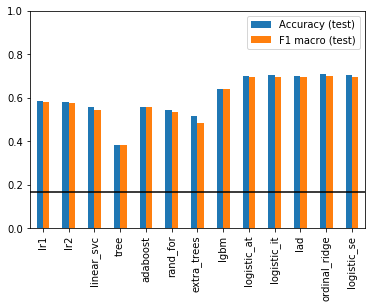 1.0
0.8
0.6
0.4
0.2
0.0
Accuracy (test)
F1 macro (test)
lr1
lr2
linear_svc
tree
adaboost
rand_for
extra_trees
lgbm
logistic_at
logistic_it
lad
ordinal_ridge
logistic_se